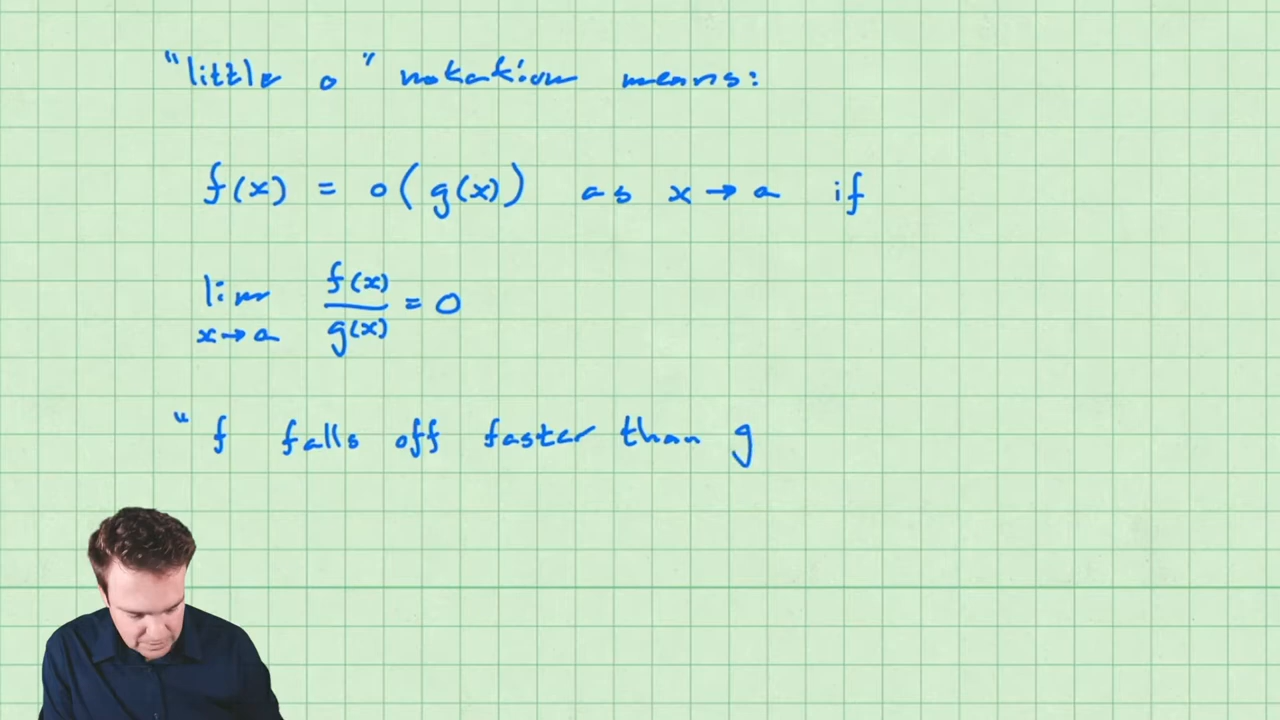 "little o" notation means:
f(x) = o(g(x)) as x → a if
lim x→a f(x)/g(x) = 0
"f falls off faster than g